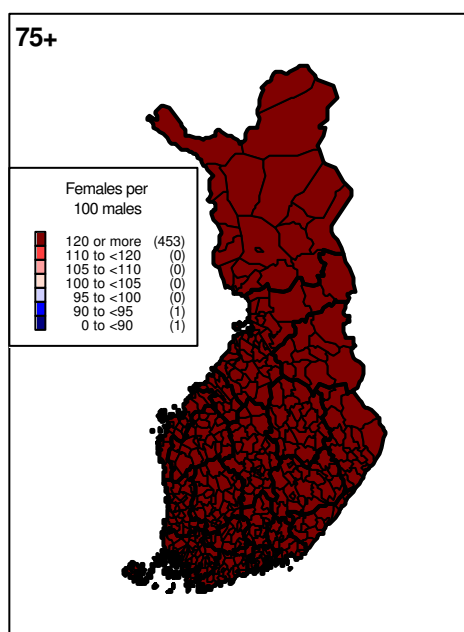 75+
Females per
100 males
120 or more (453)
110 to <120 (0)
105 to <110 (0)
100 to <105 (0)
95 to <100 (0)
90 to <95 (1)
0 to <90 (1)